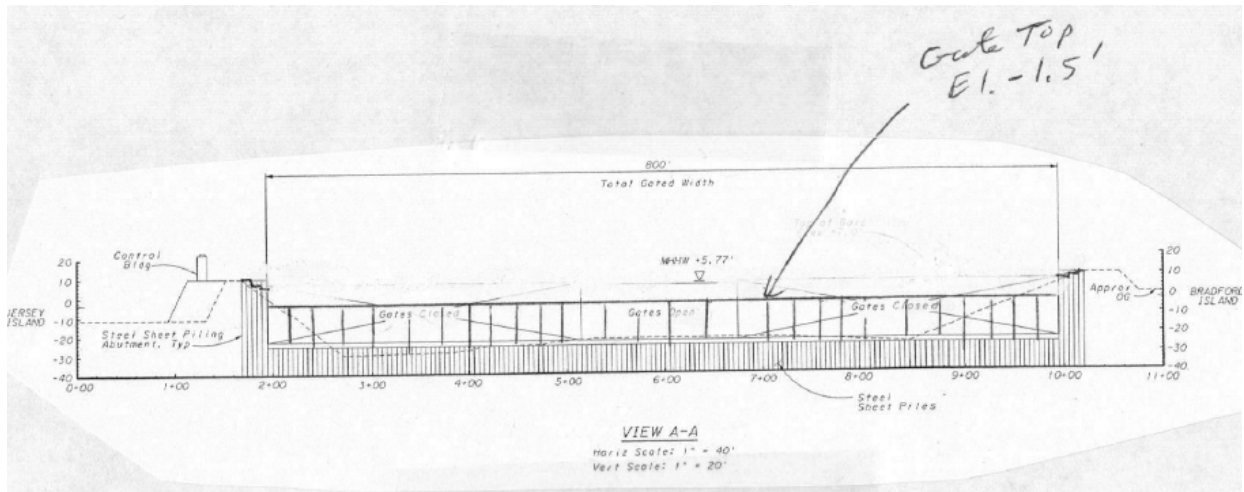 Gate Top
El. -1.5'
800'
Total Gated Width
MHHW +5.77'
Control
Bldg
20
10
0
-10
-20
-30
-40
JERSEY
ISLAND
Steel Sheet Piling
Abutment, Typ
Gates Closed
Gates Open
Gates Closed
20
10
0
-10
-20
-30
-40
Approx
OG
BRADFORD
ISLAND
0+00
1+00
2+00
3+00
4+00
5+00
6+00
7+00
8+00
9+00
10+00
11+00
Steel
Sheet Piles
VIEW A-A
Horiz Scale: 1" = 40'
Vert Scale: 1" = 20'